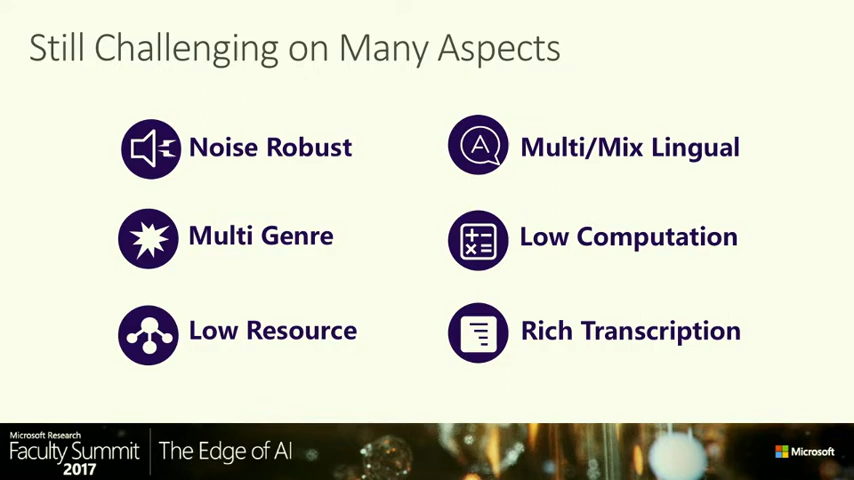 Still Challenging on Many Aspects
Noise Robust
Multi/Mix Lingual
Multi Genre
Low Computation
Low Resource
Rich Transcription
Microsoft Research
Faculty Summit
2017
The Edge of AI
Microsoft